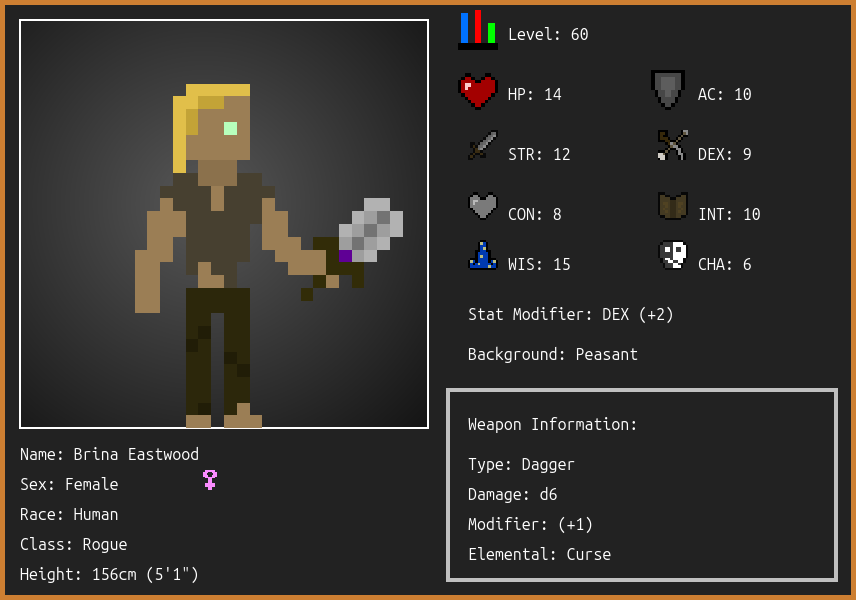 Level: 60
HP: 14
AC: 10
STR: 12
DEX: 9
CON: 8
INT: 10
WIS: 15
CHA: 6
Stat Modifier: DEX (+2)
Background: Peasant
Weapon Information:
Type: Dagger
Damage: d6
Modifier: (+1)
Elemental: Curse
Name: Brina Eastwood
Sex: Female
Race: Human
Class: Rogue
Height: 156cm (5'1")